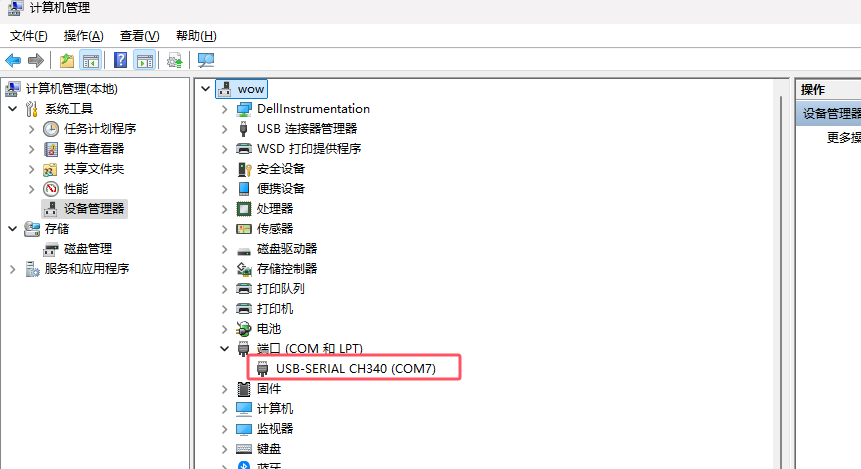 计算机管理
文件(F) 操作(A) 查看(V) 帮助(H)
计算机管理(本地)
系统工具
任务计划程序
事件查看器
共享文件夹
性能
设备管理器
存储
磁盘管理
服务和应用程序
wow
DellInstrumentation
USB 连接器管理器
WSD 打印提供程序
安全设备
便携设备
处理器
传感器
磁盘驱动器
存储控制器
打印队列
打印机
电池
端口 (COM 和 LPT)
USB-SERIAL CH340 (COM7)
固件
计算机
监视器
键盘
蓝牙
操作
设备管理器
更多操